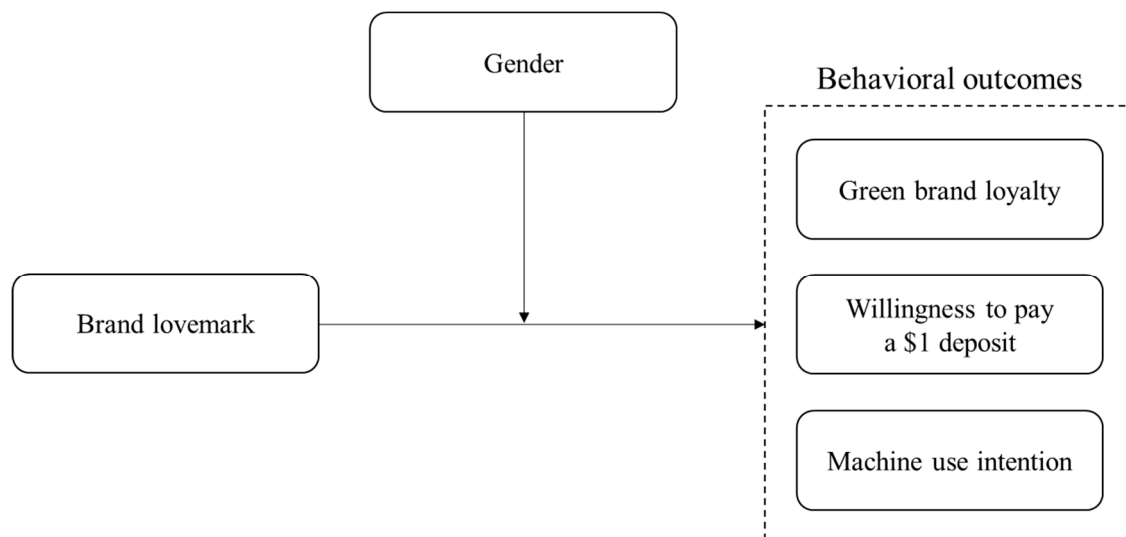 Gender
Behavioral outcomes
Green brand loyalty
Brand lovemark
Willingness to pay
a $1 deposit
Machine use intention